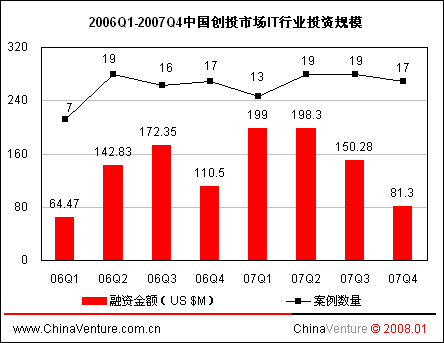 2006Q1-2007Q4中国创投市场IT行业投资规模
320
240
160
80
0
7 19 16 17 13 19 19 17
64.47 142.83 172.35 110.5 199 198.3 150.28 81.3
06Q1 06Q2 06Q3 06Q4 07Q1 07Q2 07Q3 07Q4
融资金额（US $M） 案例数量
www.ChinaVenture.com.cn ChinaVenture © 2008.01